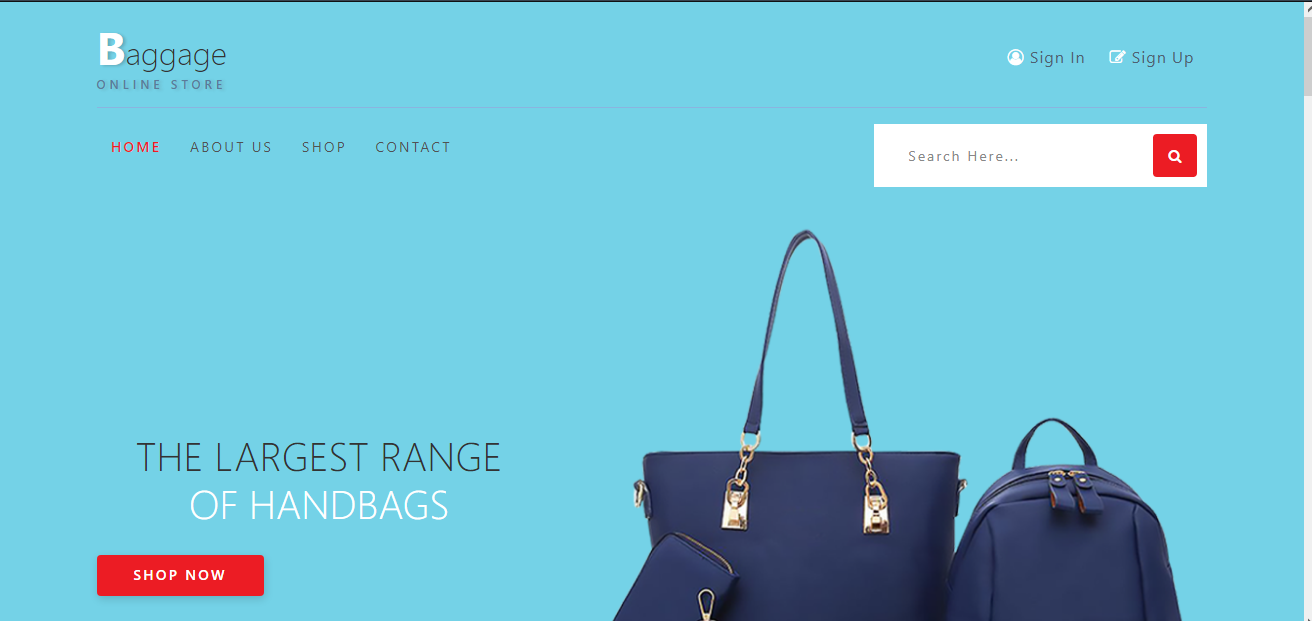 Baggage
ONLINE STORE
Sign In
Sign Up
HOME
ABOUT US
SHOP
CONTACT
Search Here...
THE LARGEST RANGE
OF HANDBAGS
SHOP NOW